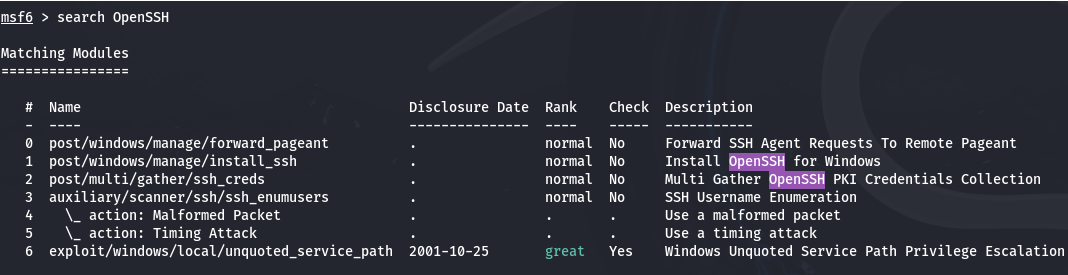 msf6 > search OpenSSH
Matching Modules
================
#  Name  Disclosure Date  Rank  Check  Description
-  ----  ---------------  ----  -----  -----------
0  post/windows/manage/forward_pageant  .  normal  No  Forward SSH Agent Requests To Remote Pageant
1  post/windows/manage/install_ssh  .  normal  No  Install OpenSSH for Windows
2  post/multi/gather/ssh_creds  .  normal  No  Multi Gather OpenSSH PKI Credentials Collection
3  auxiliary/scanner/ssh/ssh_enumusers  .  normal  No  SSH Username Enumeration
4    \_ action: Malformed Packet  .  .  .  Use a malformed packet
5    \_ action: Timing Attack  .  .  .  Use a timing attack
6  exploit/windows/local/unquoted_service_path  2001-10-25  great  Yes  Windows Unquoted Service Path Privilege Escalation